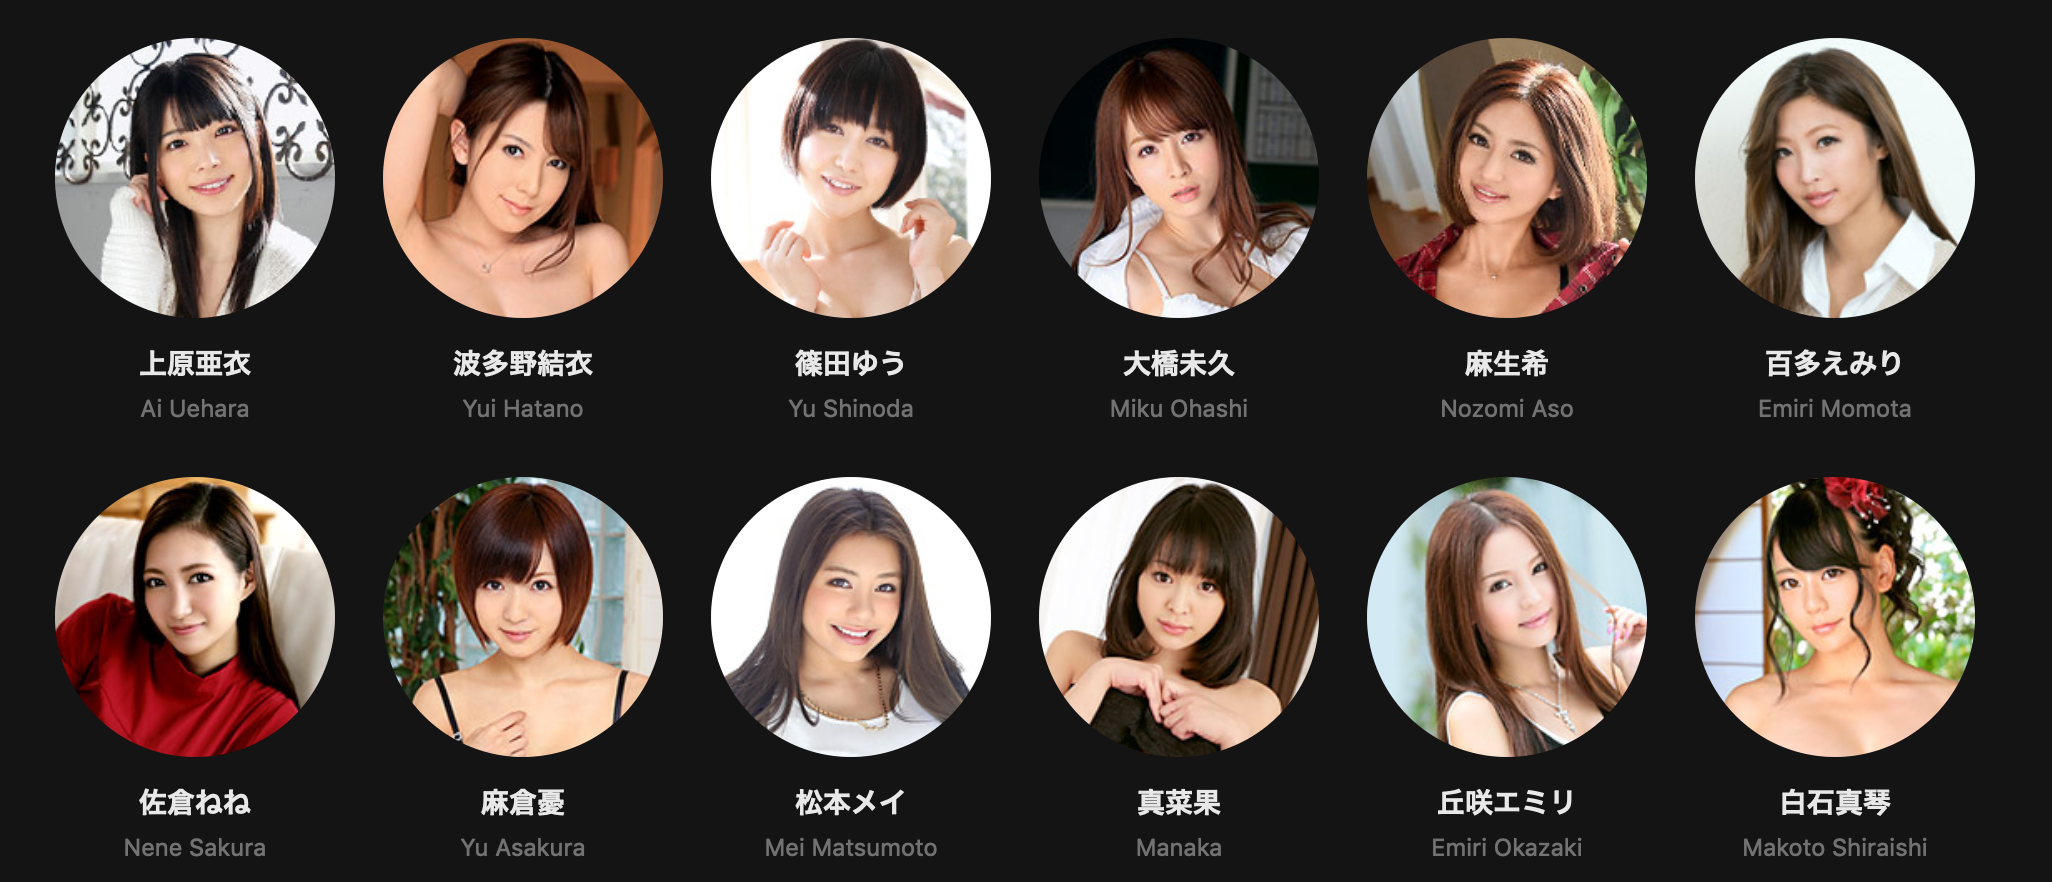 上原亜衣
Ai Uehara
波多野結衣
Yui Hatano
篠田ゆう
Yu Shinoda
大橋未久
Miku Ohashi
麻生希
Nozomi Aso
百多えみり
Emiri Momota
佐倉ねね
Nene Sakura
麻倉憂
Yu Asakura
松本メイ
Mei Matsumoto
真菜果
Manaka
丘咲エミリ
Emiri Okazaki
白石真琴
Makoto Shiraishi